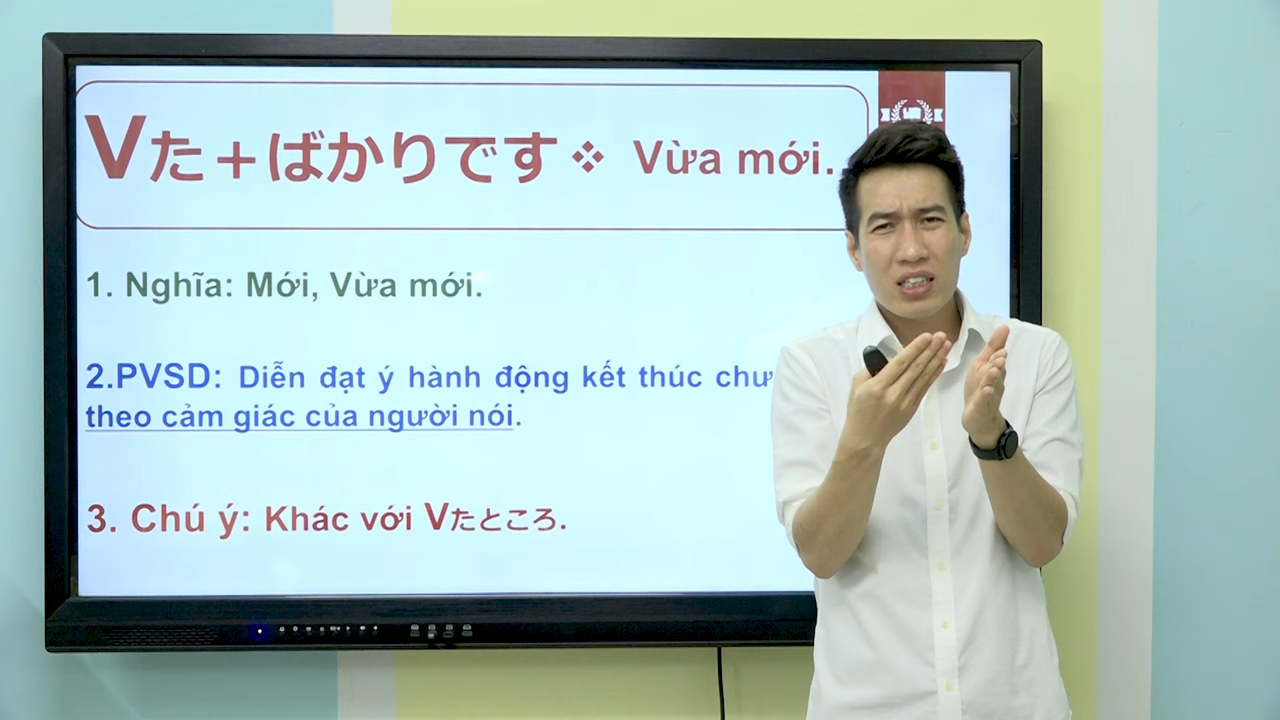 Vた＋ばかりです❖ Vừa mới.
1. Nghĩa: Mới, Vừa mới.
2.PVSD: Diễn đạt ý hành động kết thúc
theo cảm giác của người nói.
3. Chú ý: Khác với Vたところ.